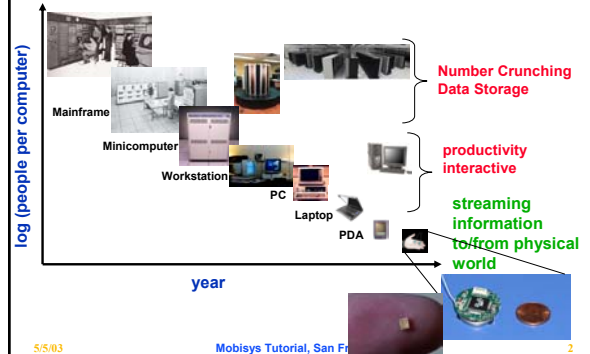 log (people per computer)
Mainframe
Minicomputer
Workstation
PC
Laptop
PDA
Number Crunching
Data Storage
productivity
interactive
streaming
information
to/from physical
world
year
5/5/03
Mobisys Tutorial, San Fr
2